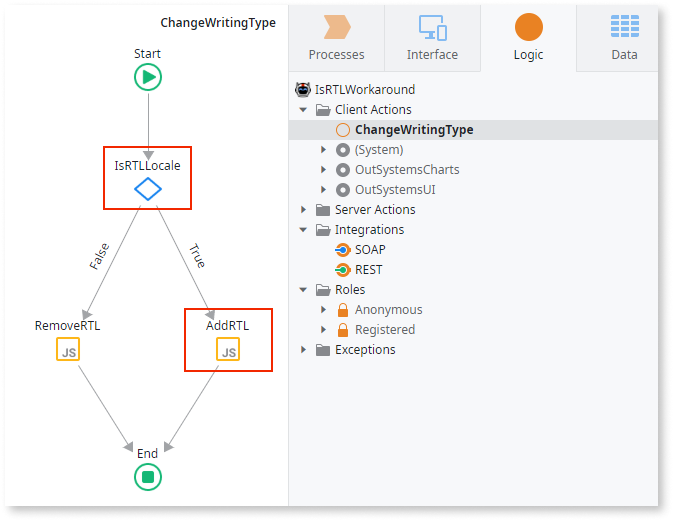 ChangeWritingType
Start
IsRTLLocale
False
True
RemoveRTL
JS
AddRTL
JS
End
Processes
Interface
Logic
Data
IsRTLWorkaround
Client Actions
ChangeWritingType
(System)
OutSystemsCharts
OutSystemsUI
Server Actions
Integrations
SOAP
REST
Roles
Anonymous
Registered
Exceptions